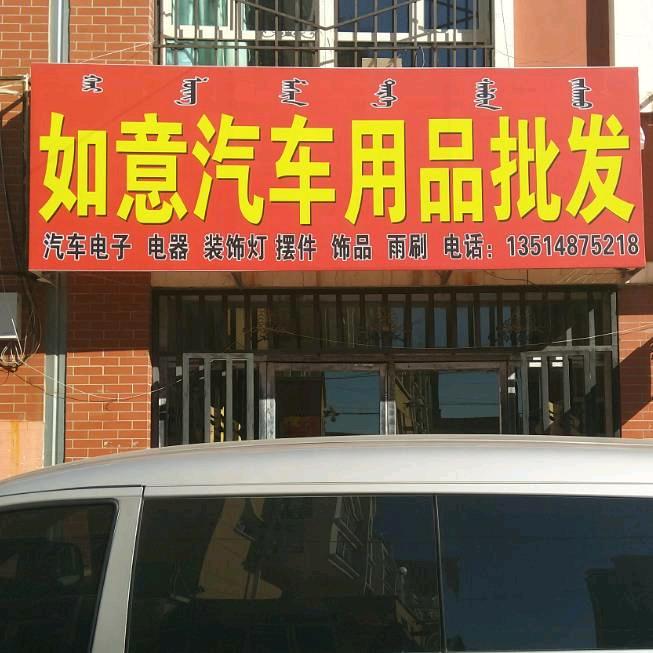 如意汽车用品批发
汽车电子 电器 装饰灯 摆件 饰品 雨刷 电话：13514875218